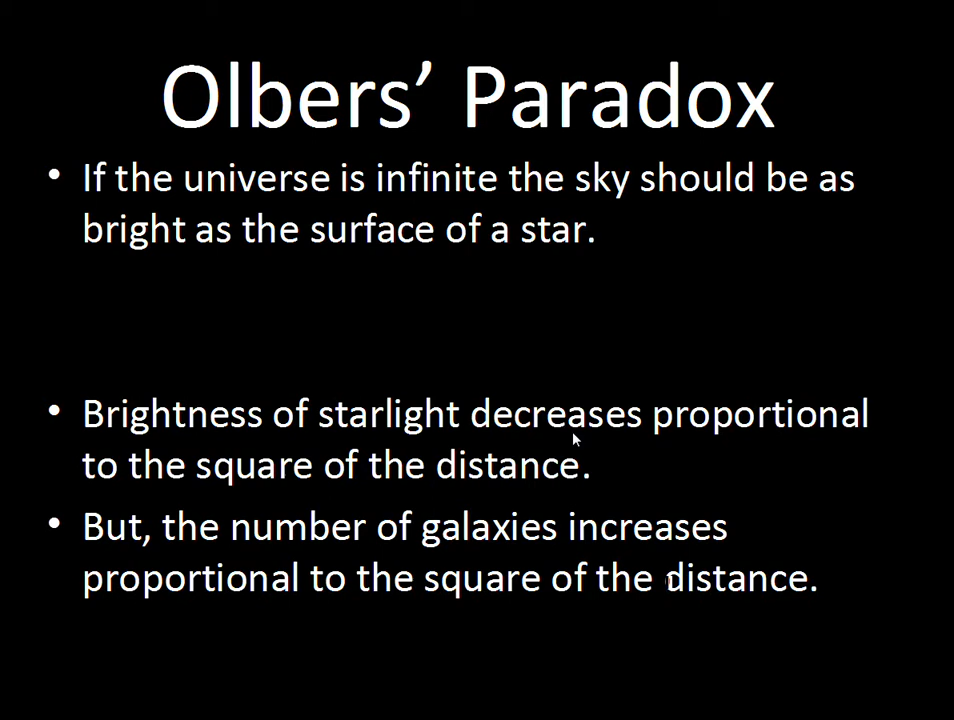 Olbers’ Paradox
• If the universe is infinite the sky should be as
bright as the surface of a star.
• Brightness of starlight decreases proportional
to the square of the distance.
• But, the number of galaxies increases
proportional to the square of the distance.